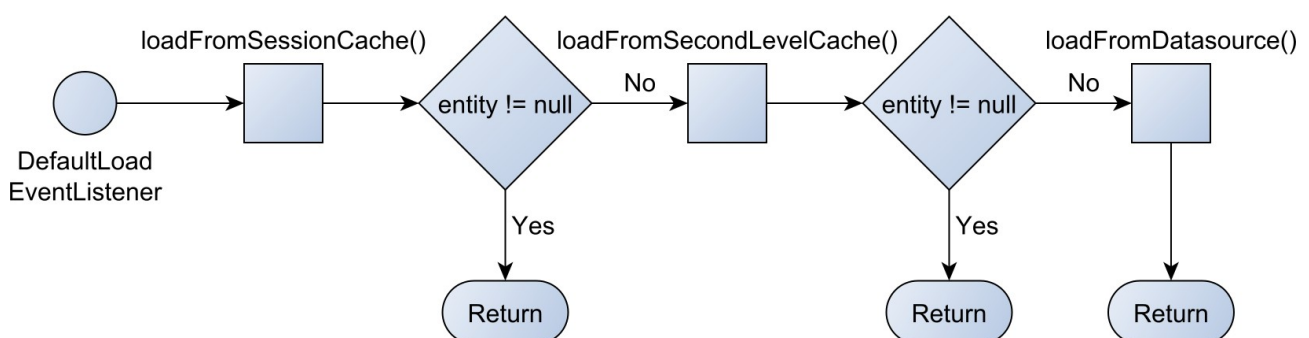 loadFromSessionCache()
loadFromSecondLevelCache()
loadFromDatasource()
No
No
entity != null
entity != null
DefaultLoad
EventListener
Yes
Yes
Return
Return
Return